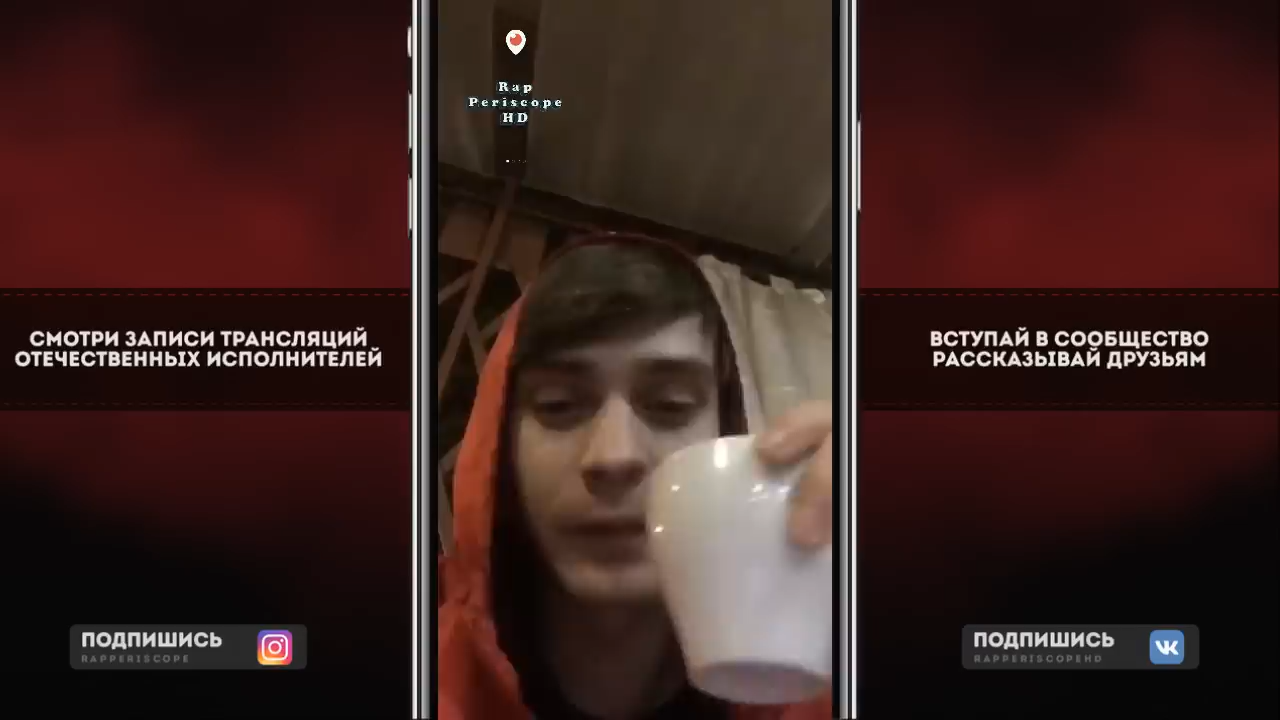 Rap
Periscope
HD
СМОТРИ ЗАПИСИ ТРАНСЛЯЦИЙ
ОТЕЧЕСТВЕННЫХ ИСПОЛНИТЕЛЕЙ
ВСТУПАЙ В СООБЩЕСТВО
РАССКАЗЫВАЙ ДРУЗЬЯМ
ПОДПИШИСЬ
RAPPERISCOPE
ПОДПИШИСЬ
RAPPERISCOPEHD